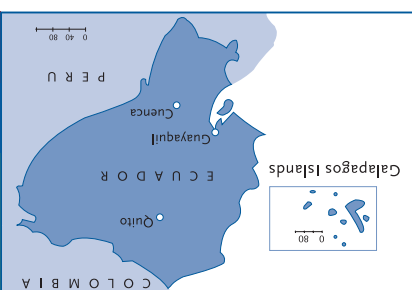 COLOMBIA
0 80
Quito
Galapagos Islands
ECUADOR
Guayaquil
Cuenca
PERU
0 40 80